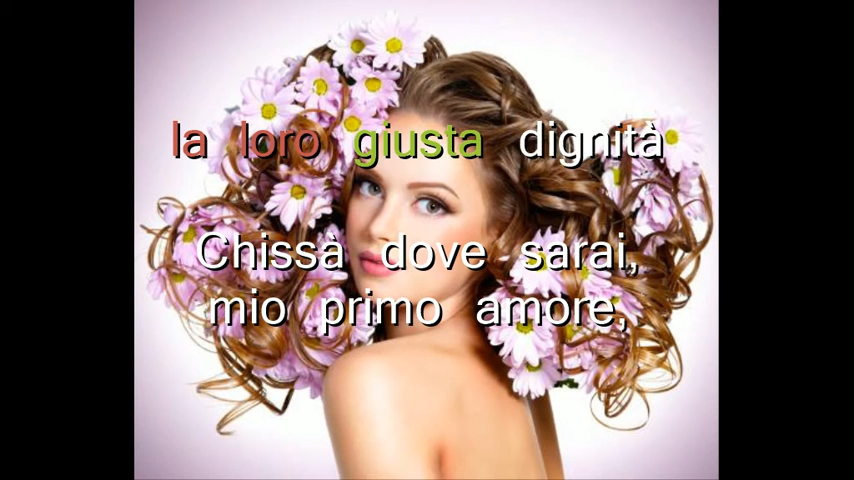 la loro giusta dignità
Chissà dove sarai,
mio primo amore,